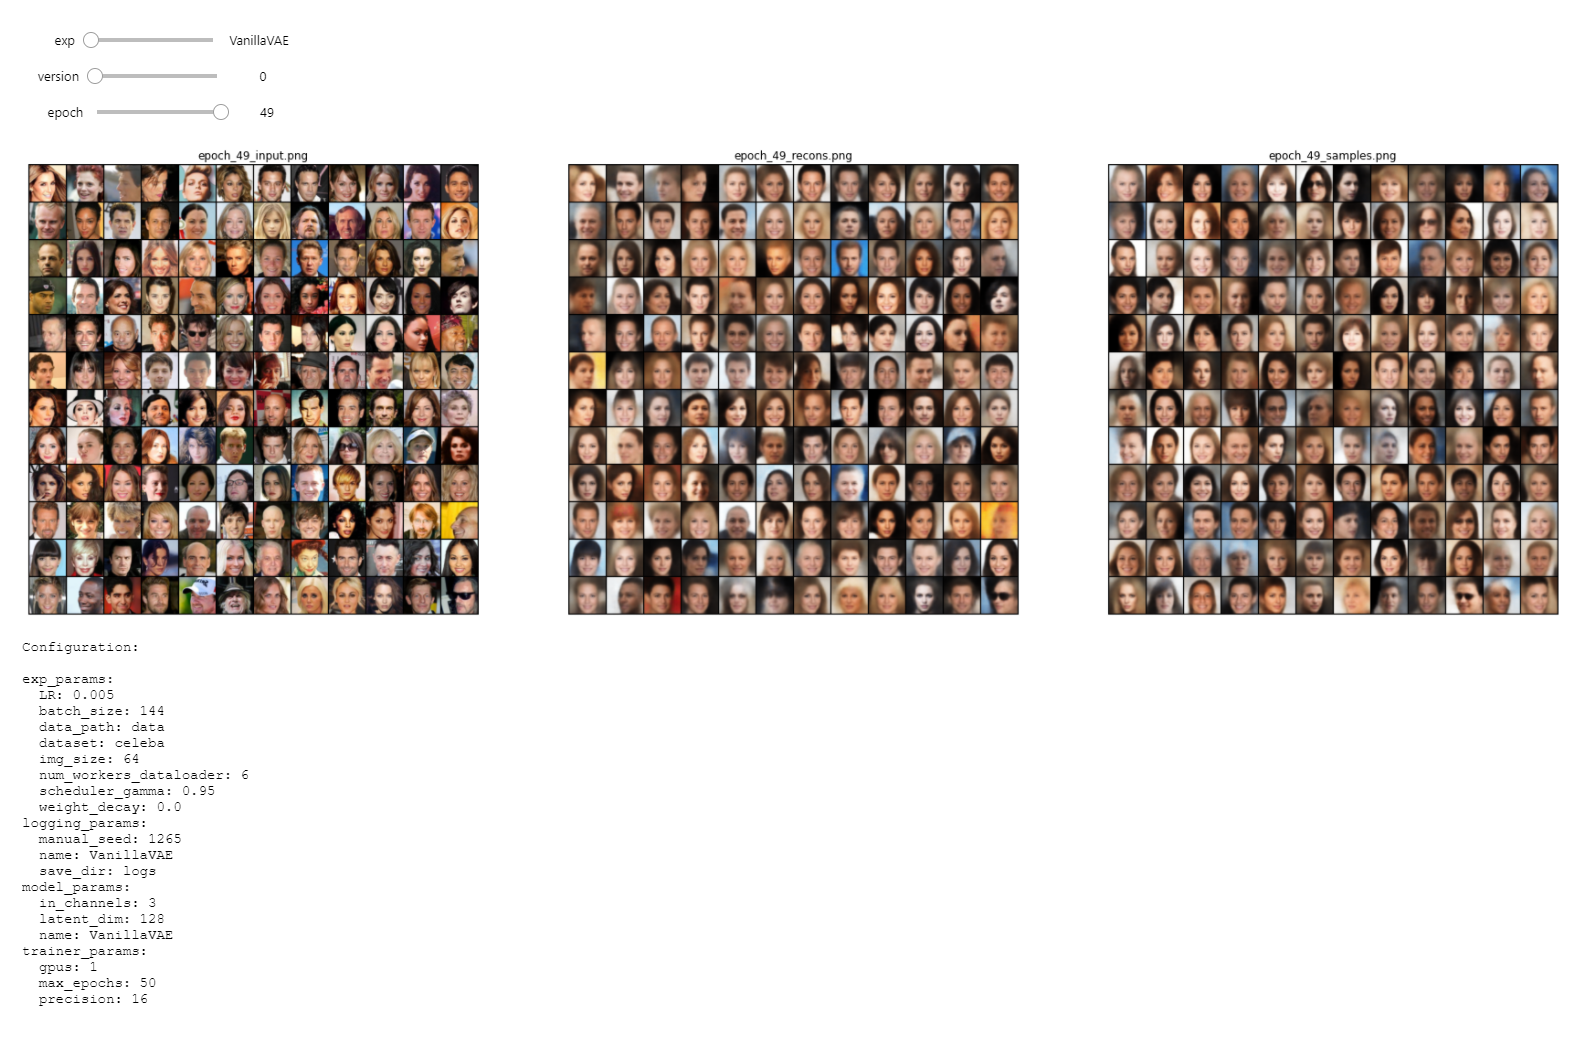 exp VanillaVAE
version 0
epoch 49
epoch_49_input.png epoch_49_recons.png epoch_49_samples.png
Configuration:
exp_params:
LR: 0.005
batch_size: 144
data_path: data
dataset: celeba
img_size: 64
num_workers_dataloader: 6
scheduler_gamma: 0.95
weight_decay: 0.0
logging_params:
manual_seed: 1265
name: VanillaVAE
save_dir: logs
model_params:
in_channels: 3
latent_dim: 128
name: VanillaVAE
trainer_params:
gpus: 1
max_epochs: 50
precision: 16